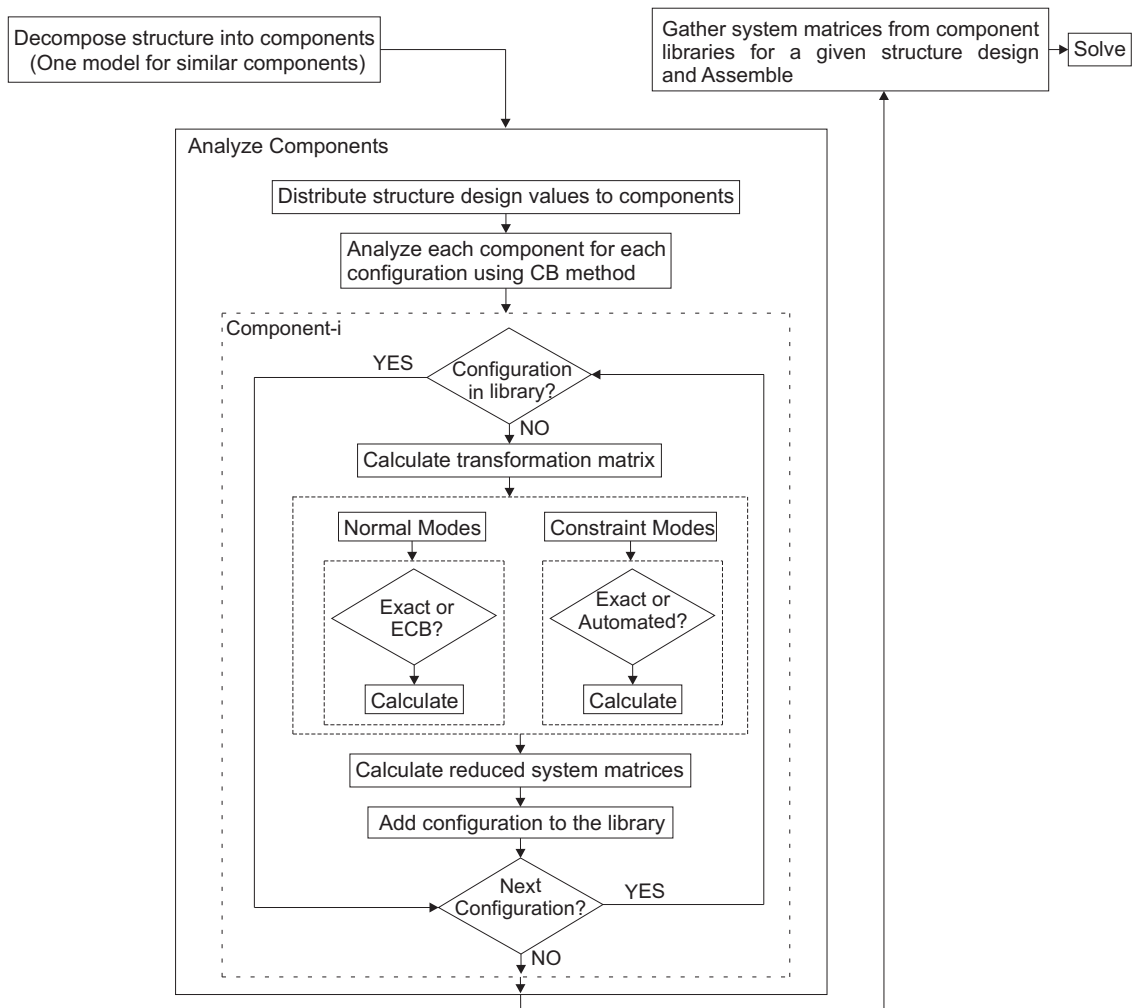 Decompose structure into components
(One model for similar components)
Gather system matrices from component
libraries for a given structure design
and Assemble
Solve
Analyze Components
Distribute structure design values to components
Analyze each component for each
configuration using CB method
Component-i
YES
Configuration
in library?
NO
Calculate transformation matrix
Normal Modes
Constraint Modes
Exact or
ECB?
Exact or
Automated?
Calculate
Calculate
Calculate reduced system matrices
Add configuration to the library
Next
Configuration?
YES
NO